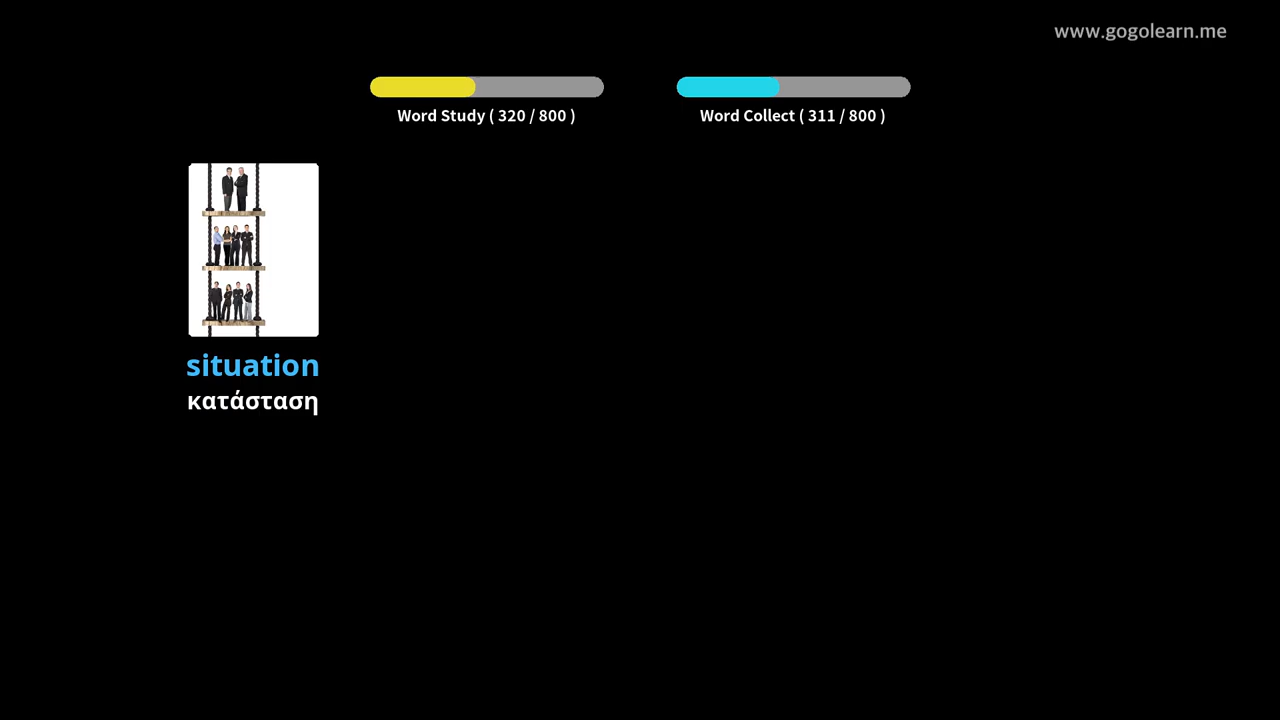 www.gogolearn.me
Word Study ( 320 / 800 )
Word Collect ( 311 / 800 )
situation
κατάσταση